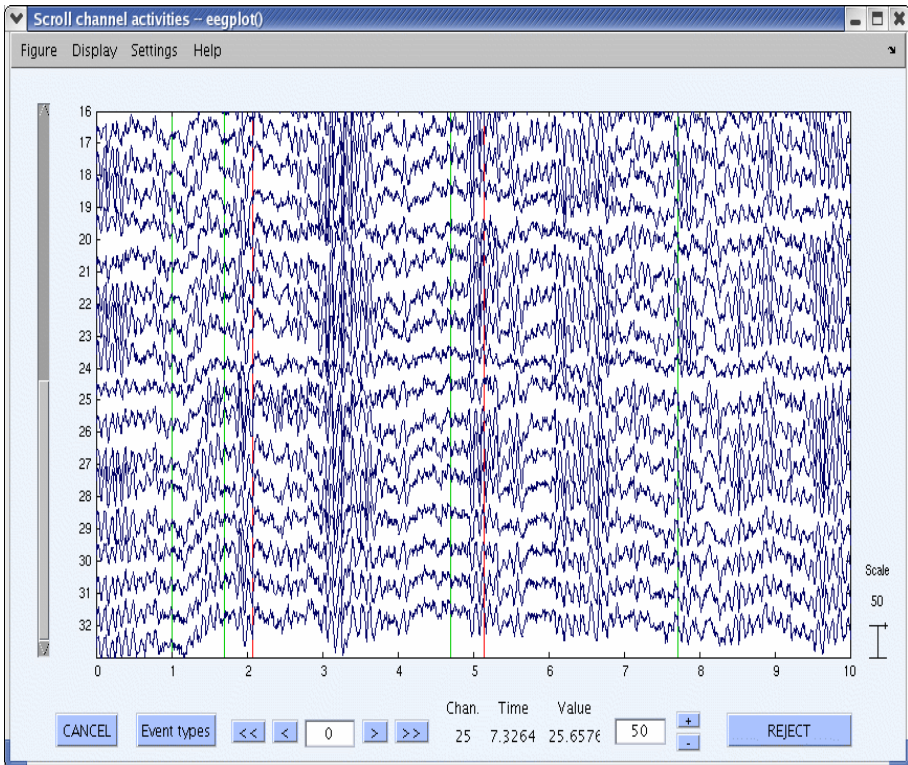 Scroll channel activities -- eegplot()
Figure Display Settings Help
16
17
18
19
20
21
22
23
24
25
26
27
28
29
30
31
32
0 1 2 3 4 5 6 7 8 9 10
Scale
50
+
Chan. Time Value
25 7.3264 25.6576
CANCEL Event types << < 0 > >> 50 + - REJECT